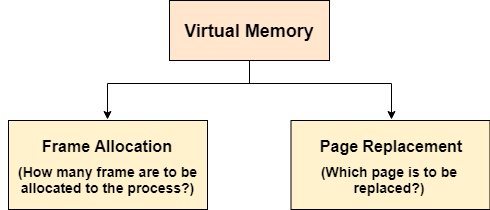 Virtual Memory
Frame Allocation
(How many frame are to be
allocated to the process?)
Page Replacement
(Which page is to be
replaced?)